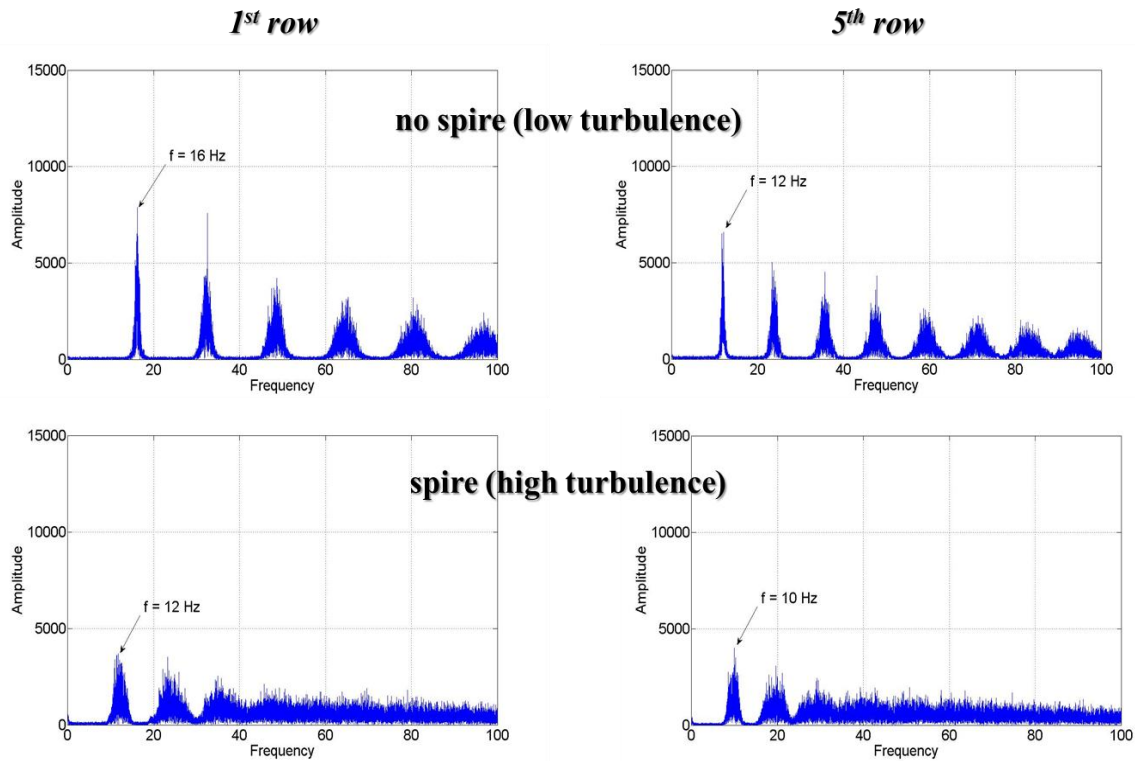 1st row
5th row
no spire (low turbulence)
15000
10000
5000
0
Amplitude
f = 16 Hz
0 20 40 60 80 100
Frequency
15000
10000
5000
0
Amplitude
f = 12 Hz
0 20 40 60 80 100
Frequency
spire (high turbulence)
15000
10000
5000
0
Amplitude
f = 12 Hz
0 20 40 60 80 100
Frequency
15000
10000
5000
0
Amplitude
f = 10 Hz
0 20 40 60 80 100
Frequency